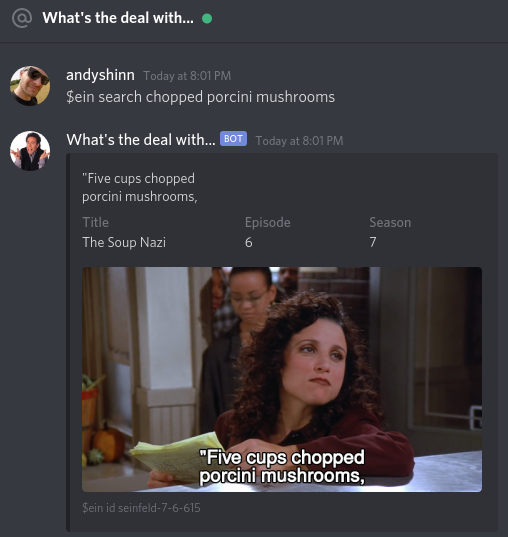 @ What's the deal with...
andyshinn Today at 8:01 PM
$ein search chopped porcini mushrooms
What's the deal with... BOT Today at 8:01 PM
"Five cups chopped
porcini mushrooms,
Title Episode Season
The Soup Nazi 6 7
"Five cups chopped
porcini mushrooms,
$ein id seinfeld-7-6-615